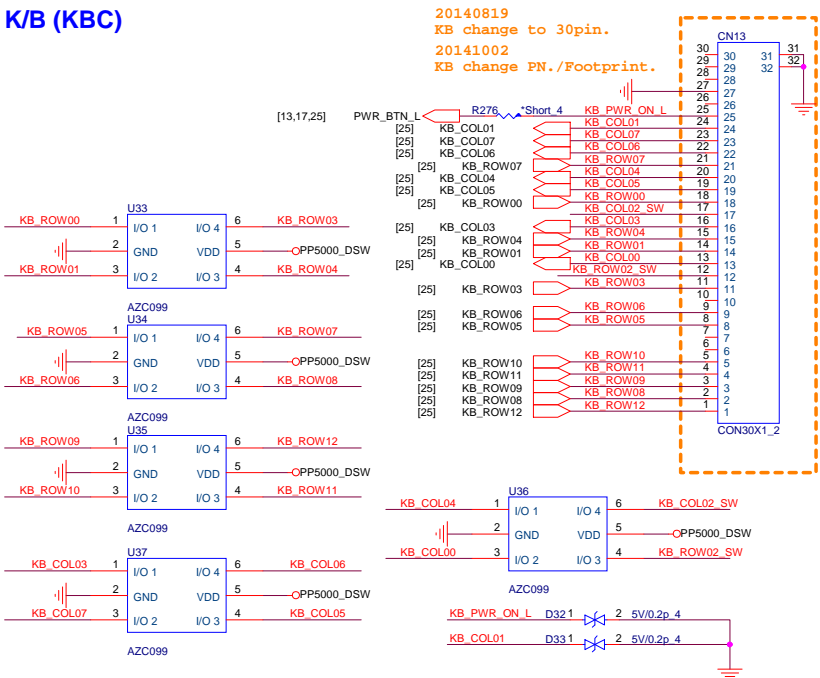 K/B (KBC)
20140819
KB change to 30pin.
20141002
KB change PN./Footprint.
CN13
30 30 31 31
29 29 32 32
28 28
27 27
26 26
[13,17,25] PWR_BTN_L R276 *Short_4 KB_PWR_ON_L 25 25
[25] KB_COL01 KB_COL01 24 24
[25] KB_COL07 KB_COL07 23 23
[25] KB_COL06 KB_COL06 22 22
[25] KB_ROW07 KB_ROW07 21 21
[25] KB_COL04 KB_COL04 20 20
[25] KB_COL05 KB_COL05 19 19
[25] KB_ROW00 KB_ROW00 18 18
KB_COL02_SW 17 17
[25] KB_COL03 KB_COL03 16 16
[25] KB_ROW04 KB_ROW04 15 15
[25] KB_ROW01 KB_ROW01 14 14
[25] KB_COL00 KB_COL00 13 13
KB_ROW02_SW 12 12
[25] KB_ROW03 KB_ROW03 11 11
10 10
[25] KB_ROW06 KB_ROW06 9 9
[25] KB_ROW05 KB_ROW05 8 8
7 7
6 6
[25] KB_ROW10 KB_ROW10 5 5
[25] KB_ROW11 KB_ROW11 4 4
[25] KB_ROW09 KB_ROW09 3 3
[25] KB_ROW08 KB_ROW08 2 2
[25] KB_ROW12 KB_ROW12 1 1
CON30X1_2
U33
KB_ROW00 1 I/O 1 I/O 4 6 KB_ROW03
2 GND VDD 5 PP5000_DSW
KB_ROW01 3 I/O 2 I/O 3 4 KB_ROW04
AZC099
U34
KB_ROW05 1 I/O 1 I/O 4 6 KB_ROW07
2 GND VDD 5 PP5000_DSW
KB_ROW06 3 I/O 2 I/O 3 4 KB_ROW08
AZC099
U35
KB_ROW09 1 I/O 1 I/O 4 6 KB_ROW12
2 GND VDD 5 PP5000_DSW
KB_ROW10 3 I/O 2 I/O 3 4 KB_ROW11
AZC099
U37
KB_COL03 1 I/O 1 I/O 4 6 KB_COL06
2 GND VDD 5 PP5000_DSW
KB_COL07 3 I/O 2 I/O 3 4 KB_COL05
AZC099
U36
KB_COL04 1 I/O 1 I/O 4 6 KB_COL02_SW
2 GND VDD 5 PP5000_DSW
KB_COL00 3 I/O 2 I/O 3 4 KB_ROW02_SW
AZC099
KB_PWR_ON_L D32 1 2 5V/0.2p_4
KB_COL01 D33 1 2 5V/0.2p_4